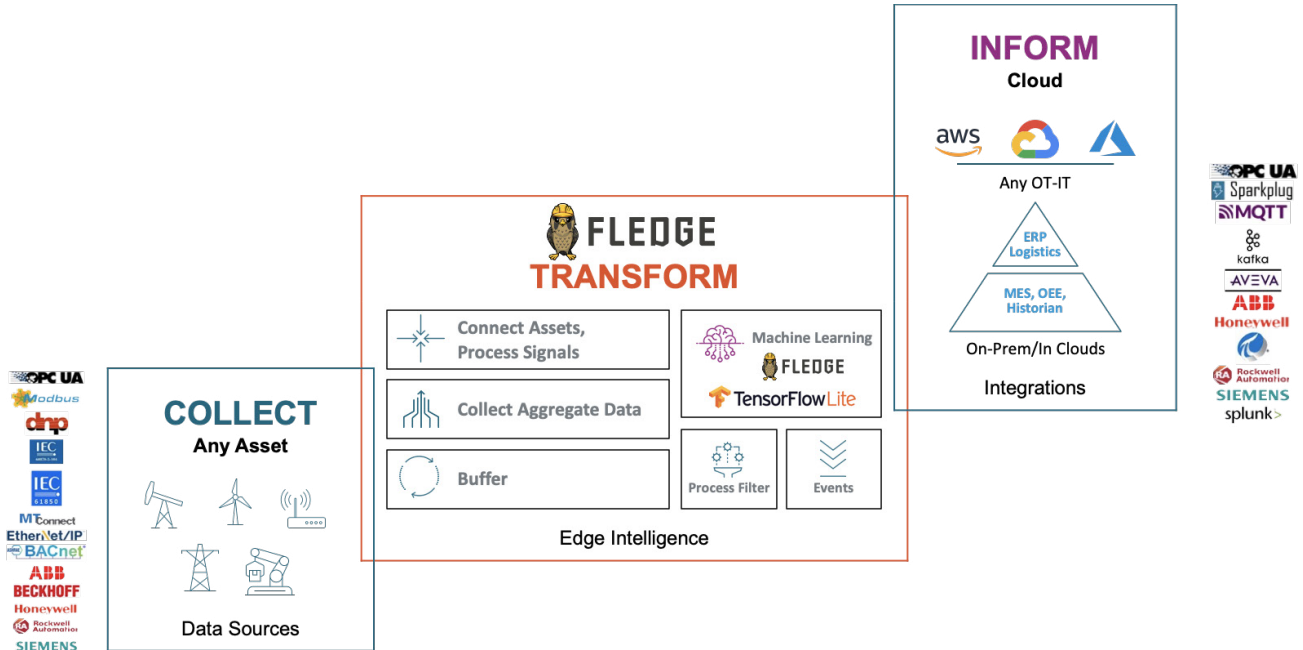 OPC UA
Modbus
dnp
IEC
IEC
61850
MTConnect
EtherNet/IP
BACnet
ABB
BECKHOFF
Honeywell
Rockwell
Automation
SIEMENS
COLLECT
Any Asset
Data Sources
FLEDGE
TRANSFORM
Connect Assets,
Process Signals
Collect Aggregate Data
Buffer
Machine Learning
FLEDGE
TensorFlowLite
Process Filter
Events
Edge Intelligence
INFORM
Cloud
aws
Any OT-IT
ERP
Logistics
MES, OEE,
Historian
On-Prem/In Clouds
Integrations
OPC UA
Sparkplug
MQTT
kafka
AVEVA
ABB
Honeywell
RA Rockwell
Automation
SIEMENS
splunk>